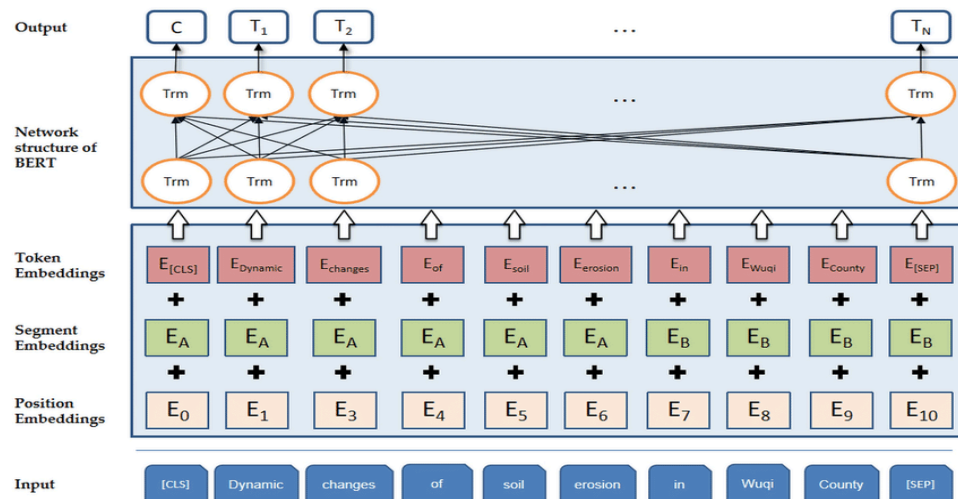 Output C T1 T2 ... TN
Trm Trm Trm ... Trm
Network
structure of
BERT
Trm Trm Trm ... Trm
Token
Embeddings
E[CLS] EDynamic Echanges Eof Esoil Eerosion Ein EWuqi ECounty E[SEP]
+ + + + + + + + + +
Segment
Embeddings
EA EA EA EA EA EA EB EB EB EB
+ + + + + + + + + +
Position
Embeddings
E0 E1 E3 E4 E5 E6 E7 E8 E9 E10
Input [CLS] Dynamic changes of soil erosion in Wuqi County [SEP]